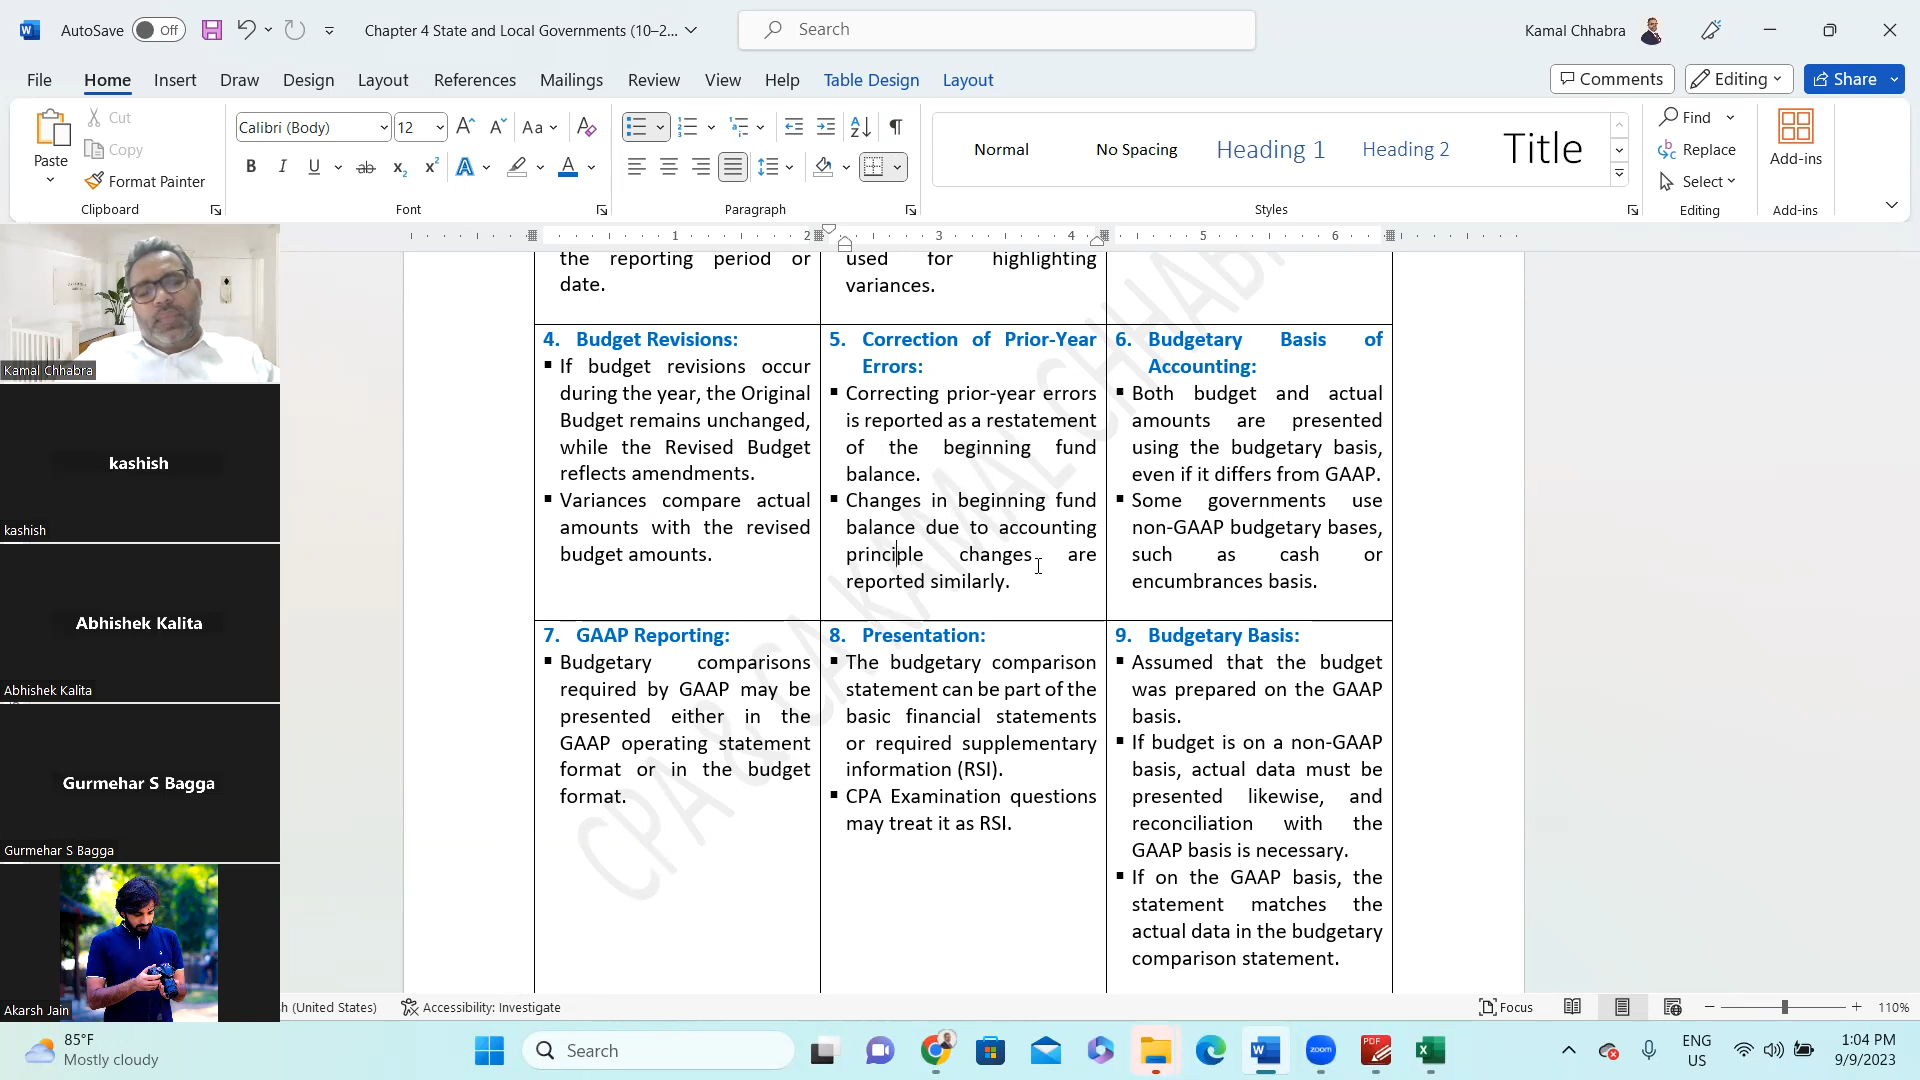 AutoSave Off Chapter 4 State and Local Governments (10–2... Search Kamal Chhabra
File Home Insert Draw Design Layout References Mailings Review View Help Table Design Layout Comments Editing Share
Paste
Cut
Copy
Format Painter
Clipboard
Calibri (Body) 12
Font
Paragraph
Normal No Spacing Heading 1 Heading 2 Title
Styles
Find
Replace
Select
Editing
Add-ins
Add-ins
1 2 3 4 5 6
Kamal Chhabra
kashish
kashish
Abhishek Kalita
Abhishek Kalita
Gurmehar S Bagga
Gurmehar S Bagga
Akarsh Jain
the reporting period or
date.
used for highlighting
variances.
4. Budget Revisions:
▪ If budget revisions occur
during the year, the Original
Budget remains unchanged,
while the Revised Budget
reflects amendments.
▪ Variances compare actual
amounts with the revised
budget amounts.
5. Correction of Prior-Year
Errors:
▪ Correcting prior-year errors
is reported as a restatement
of the beginning fund
balance.
▪ Changes in beginning fund
balance due to accounting
principle changes are
reported similarly.
6. Budgetary Basis of
Accounting:
▪ Both budget and actual
amounts are presented
using the budgetary basis,
even if it differs from GAAP.
▪ Some governments use
non-GAAP budgetary bases,
such as cash or
encumbrances basis.
7. GAAP Reporting:
▪ Budgetary comparisons
required by GAAP may be
presented either in the
GAAP operating statement
format or in the budget
format.
8. Presentation:
▪ The budgetary comparison
statement can be part of the
basic financial statements
or required supplementary
information (RSI).
▪ CPA Examination questions
may treat it as RSI.
9. Budgetary Basis:
▪ Assumed that the budget
was prepared on the GAAP
basis.
▪ If budget is on a non-GAAP
basis, actual data must be
presented likewise, and
reconciliation with the
GAAP basis is necessary.
▪ If on the GAAP basis, the
statement matches the
actual data in the budgetary
comparison statement.
CPA & CA KAMAL CHHAB
h (United States) Accessibility: Investigate Focus 110%
85°F
Mostly cloudy
Search
zoom
PDF
ENG
US
1:04 PM
9/9/2023